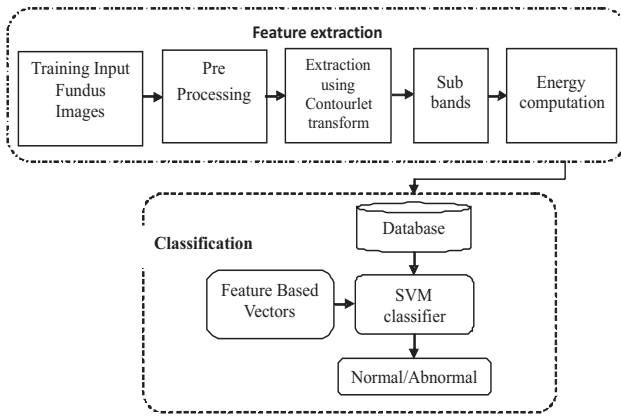 Feature extraction
Training Input
Fundus
Images
Pre
Processing
Extraction
using
Contourlet
transform
Sub
bands
Energy
computation
Classification
Database
Feature Based
Vectors
SVM
classifier
Normal/Abnormal